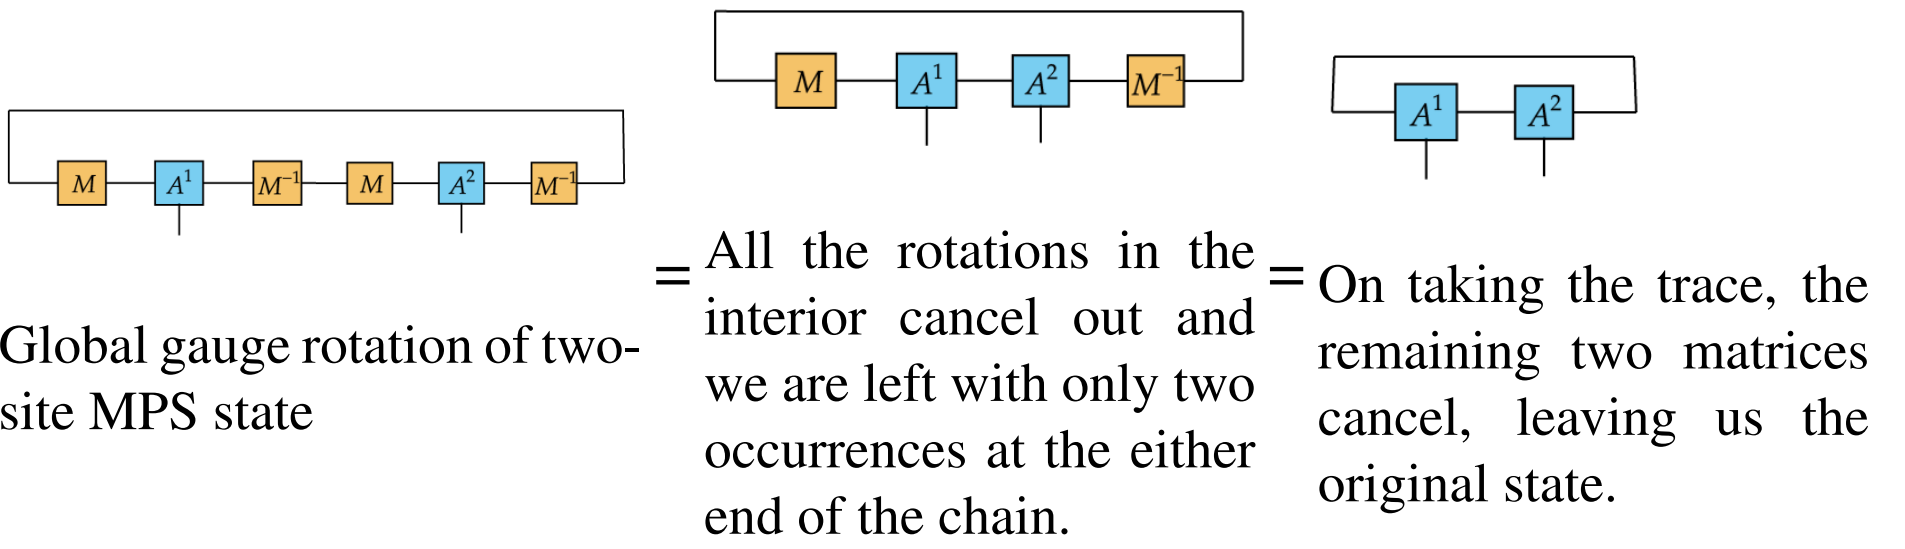 M A¹ M⁻¹ M A² M⁻¹
Global gauge rotation of two-
site MPS state
=
M A¹ A² M⁻¹
All the rotations in the
interior cancel out and
we are left with only two
occurrences at the either
end of the chain.
=
A¹ A²
On taking the trace, the
remaining two matrices
cancel, leaving us the
original state.